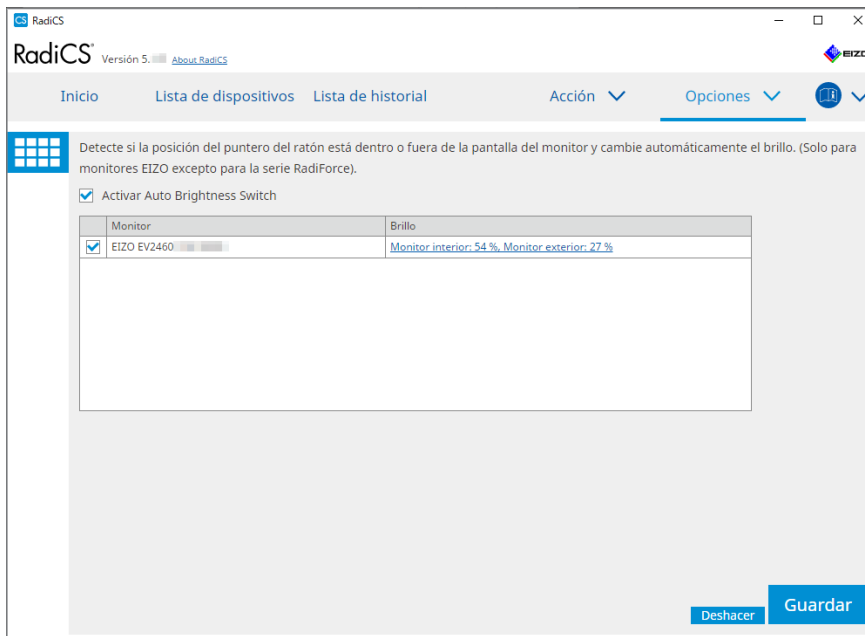 CS RadiCS
RadiCS® Versión 5. About RadiCS
EIZO
Inicio Lista de dispositivos Lista de historial Acción Opciones
Detecte si la posición del puntero del ratón está dentro o fuera de la pantalla del monitor y cambie automáticamente el brillo. (Solo para
monitores EIZO excepto para la serie RadiForce).
Activar Auto Brightness Switch
Monitor Brillo
EIZO EV2460 Monitor interior: 54 %, Monitor exterior: 27 %
Deshacer Guardar